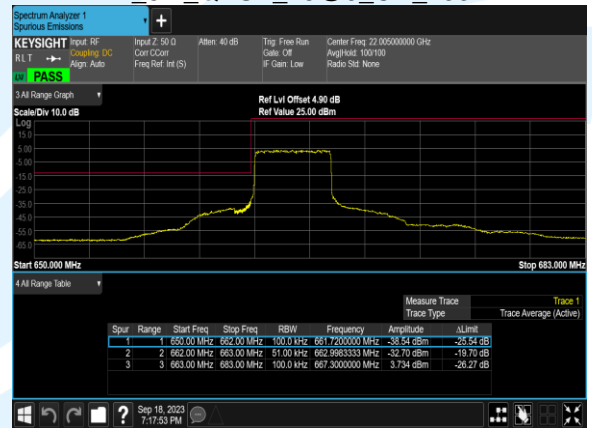 Spectrum Analyzer 1
Spurious Emissions
+
KEYSIGHT Input: RF Input Z: 50 Ω Atten: 40 dB Trig: Free Run Center Freq: 22.005000000 GHz
RLT Coupling: DC Corr CCorr Gate: Off Avg|Hold: 100/100
Align: Auto Freq Ref: Int (S) IF Gain: Low Radio Std: None
PASS
3 All Range Graph
Ref Lvl Offset 4.90 dB
Scale/Div 10.0 dB Ref Value 25.00 dBm
Log
15.0
5.00
-5.00
-15.0
-25.0
-35.0
-45.0
-55.0
-65.0
Start 650.000 MHz Stop 683.000 MHz
4 All Range Table
Measure Trace Trace 1
Trace Type Trace Average (Active)
Spur Range Start Freq Stop Freq RBW Frequency Amplitude ΔLimit
1 1 650.00 MHz 662.00 MHz 100.0 kHz 661.7200000 MHz -38.54 dBm -25.54 dB
2 2 662.00 MHz 663.00 MHz 51.00 kHz 662.9983333 MHz -32.70 dBm -19.70 dB
3 3 663.00 MHz 683.00 MHz 100.0 kHz 667.3000000 MHz 3.734 dBm -26.27 dB
? Sep 18, 2023
7:17:53 PM